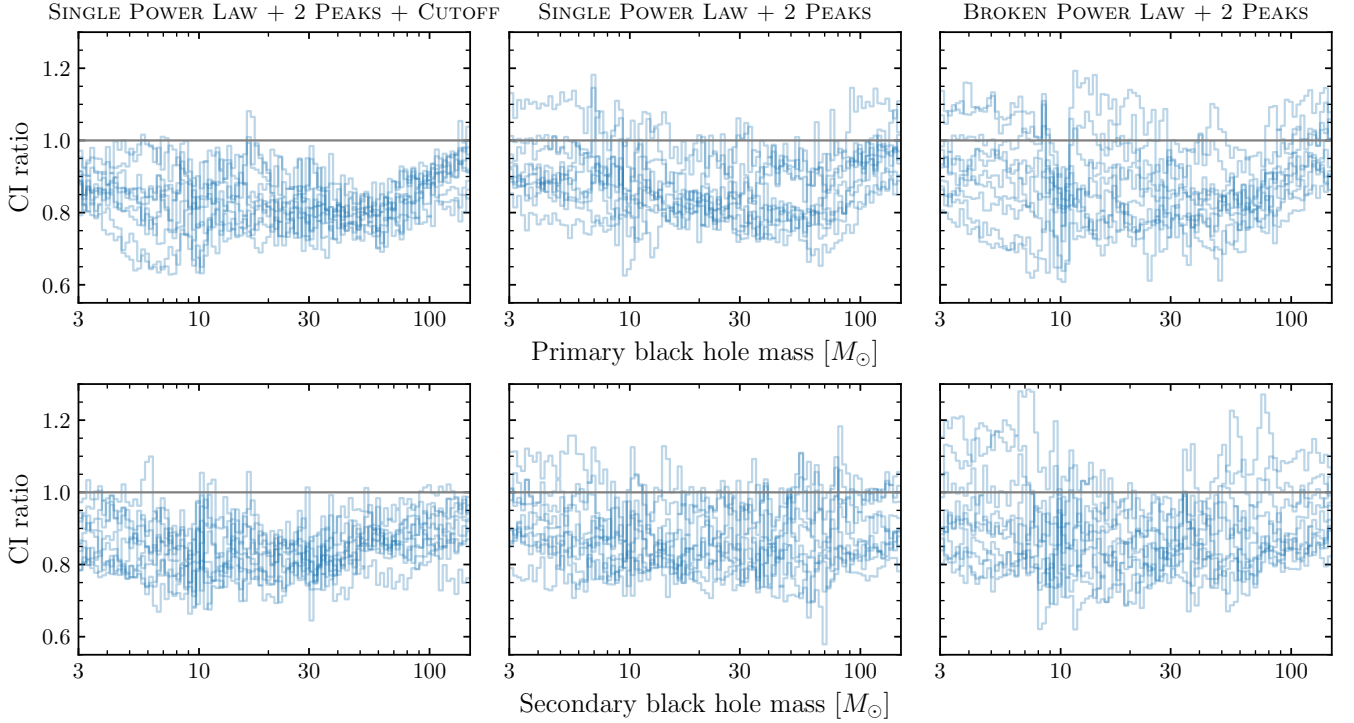 SINGLE POWER LAW + 2 PEAKS + CUTOFF SINGLE POWER LAW + 2 PEAKS BROKEN POWER LAW + 2 PEAKS
1.2
1.0
0.8
0.6
CI ratio
3 10 30 100 3 10 30 100 3 10 30 100
Primary black hole mass [M⊙]
1.2
1.0
0.8
0.6
CI ratio
3 10 30 100 3 10 30 100 3 10 30 100
Secondary black hole mass [M⊙]